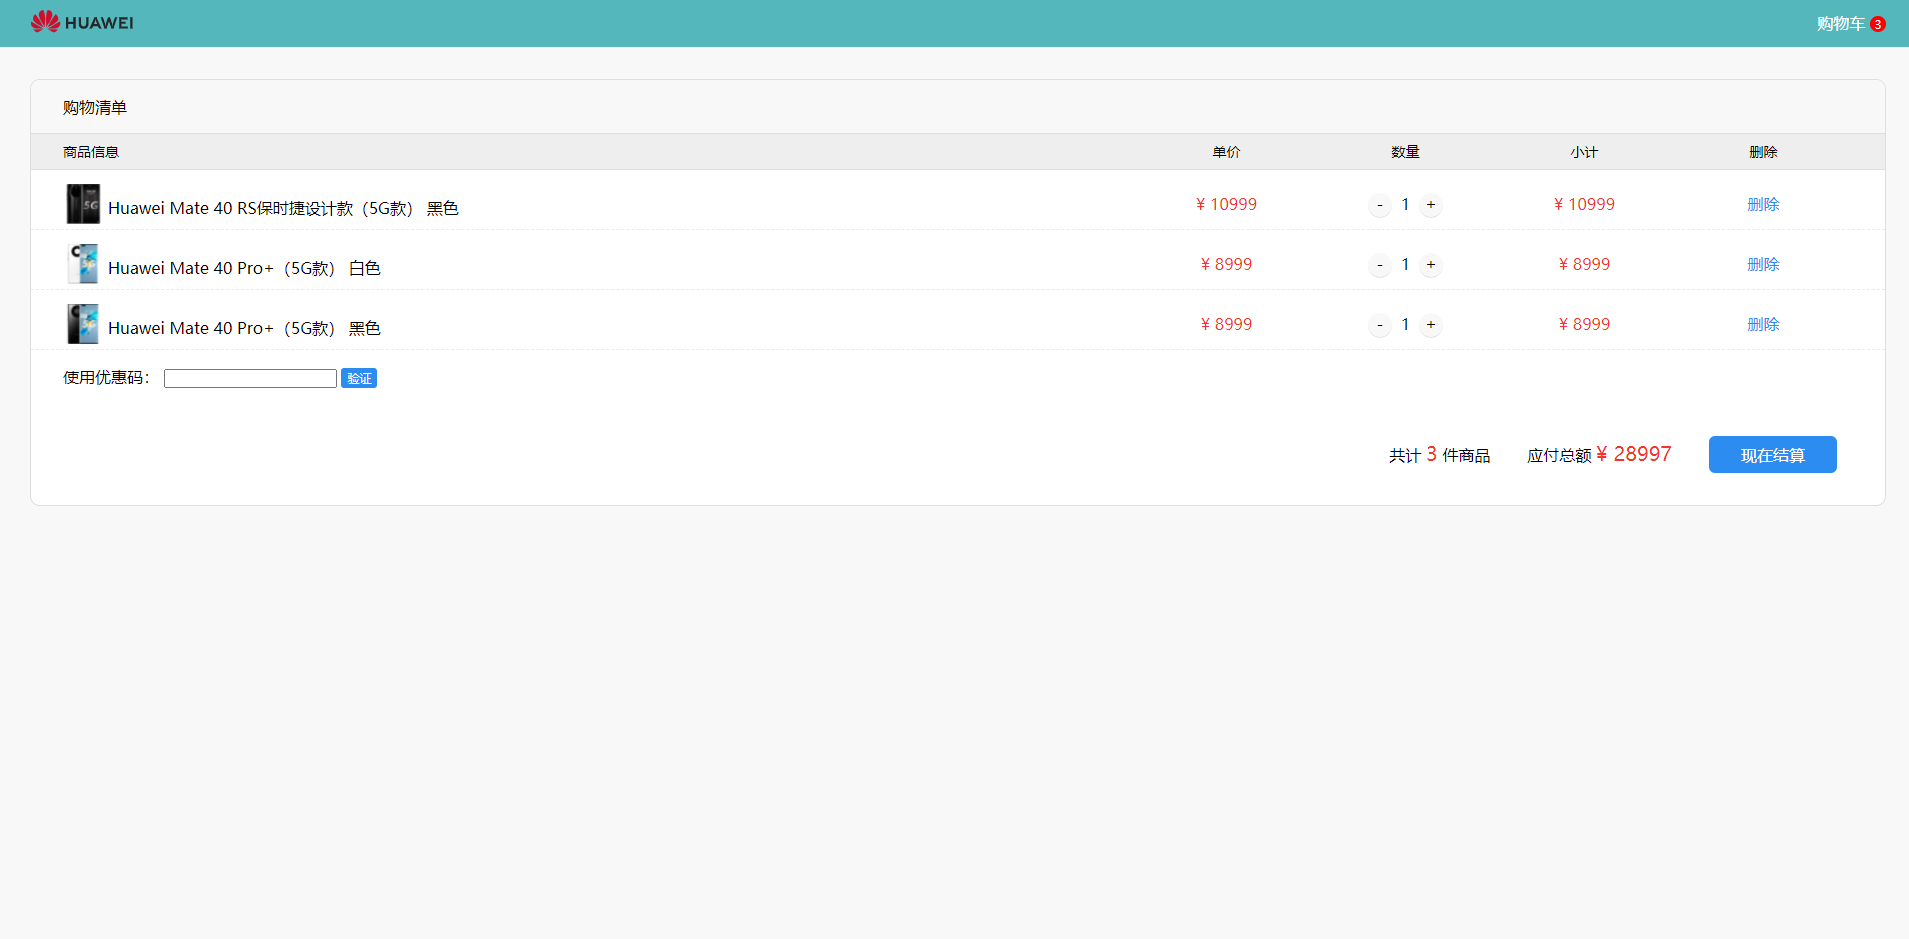 HUAWEI 购物车 3
购物清单
商品信息 单价 数量 小计 删除
Huawei Mate 40 RS保时捷设计款（5G款） 黑色 ¥ 10999 - 1 + ¥ 10999 删除
Huawei Mate 40 Pro+（5G款） 白色 ¥ 8999 - 1 + ¥ 8999 删除
Huawei Mate 40 Pro+（5G款） 黑色 ¥ 8999 - 1 + ¥ 8999 删除
使用优惠码： 验证
共计 3 件商品 应付总额 ¥ 28997 现在结算